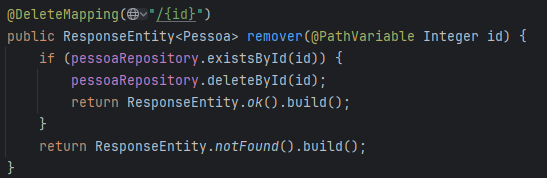 @DeleteMapping("/{id}")
public ResponseEntity<Pessoa> remover(@PathVariable Integer id) {
    if (pessoaRepository.existsById(id)) {
        pessoaRepository.deleteById(id);
        return ResponseEntity.ok().build();
    }
    return ResponseEntity.notFound().build();
}